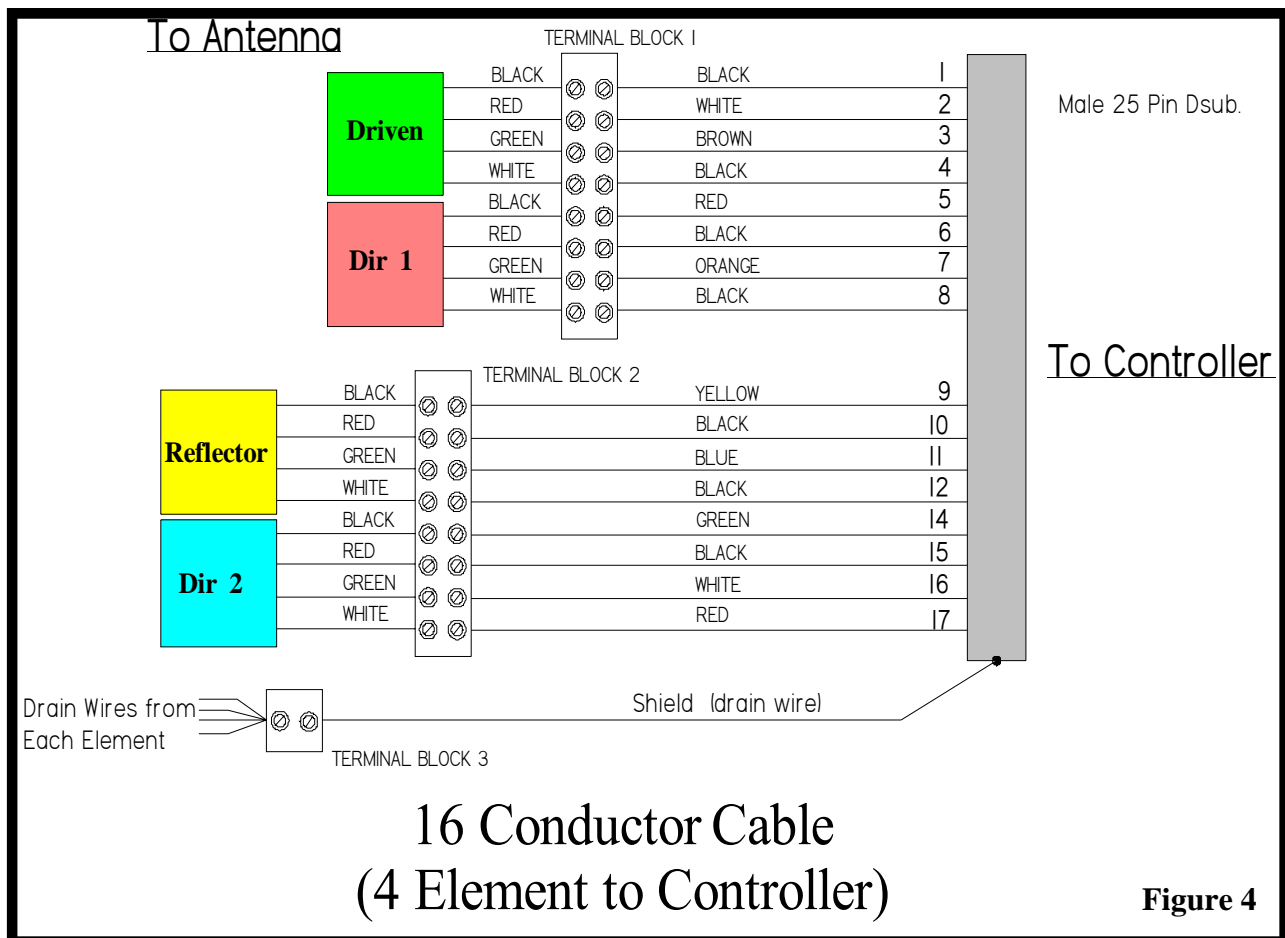 To Antenna
TERMINAL BLOCK 1
BLACK BLACK 1
RED WHITE 2
Driven
GREEN BROWN 3
WHITE BLACK 4
BLACK RED 5
RED BLACK 6
Dir 1
GREEN ORANGE 7
WHITE BLACK 8
Male 25 Pin Dsub.
To Controller
TERMINAL BLOCK 2
BLACK YELLOW 9
RED BLACK 10
Reflector
GREEN BLUE 11
WHITE BLACK 12
BLACK GREEN 14
RED BLACK 15
Dir 2
GREEN WHITE 16
WHITE RED 17
Drain Wires from
Each Element
Shield (drain wire)
TERMINAL BLOCK 3
16 Conductor Cable
(4 Element to Controller)
Figure 4